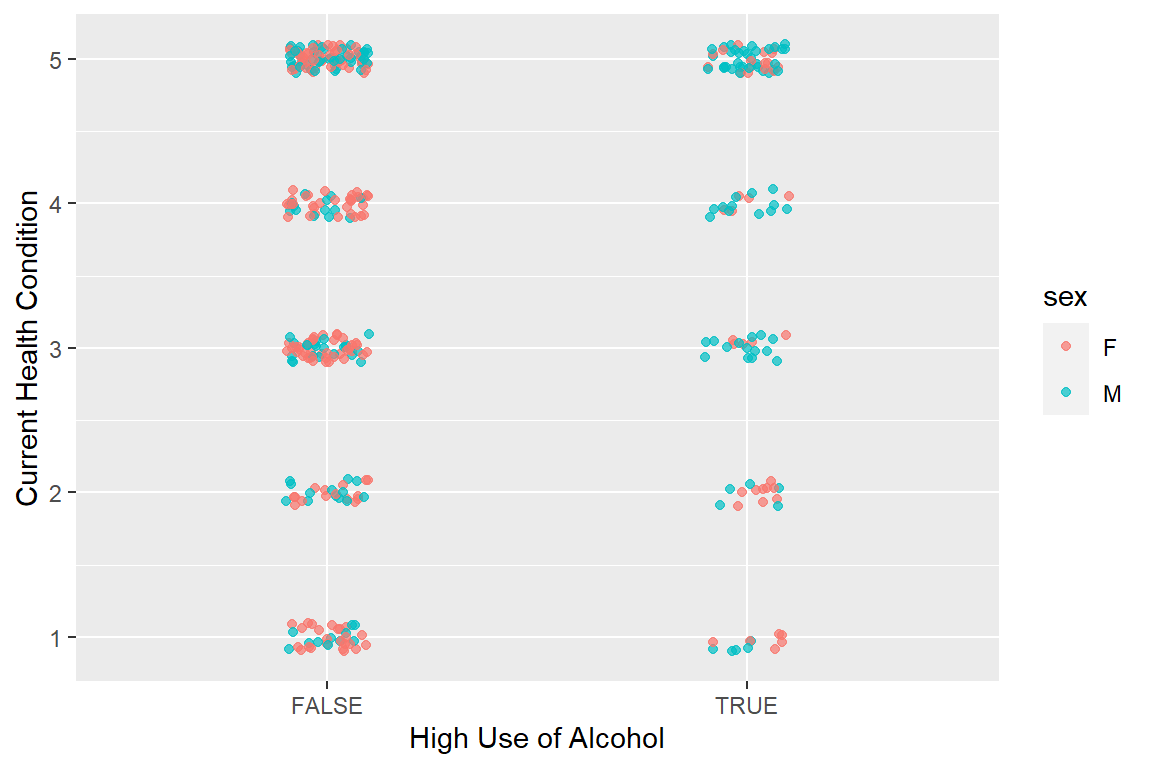 Current Health Condition
5
4
3
2
1
FALSE
TRUE
High Use of Alcohol
sex
F
M